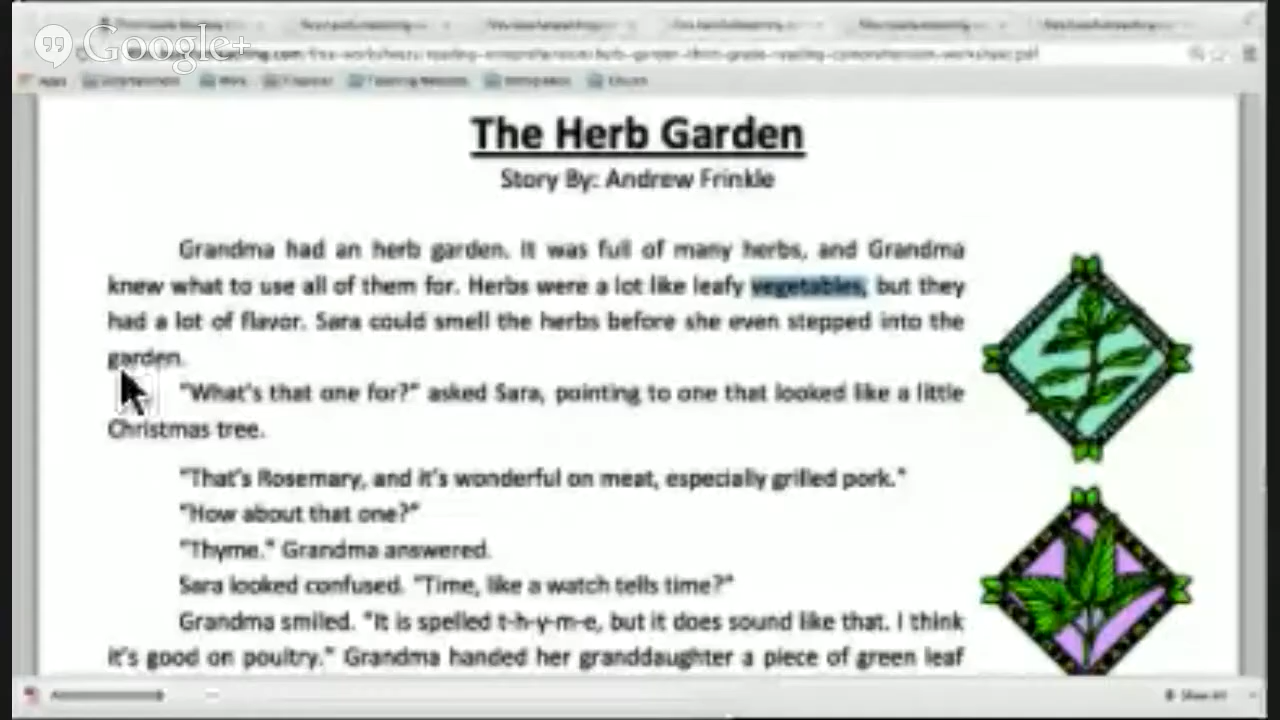 Google+
The Herb Garden
Story By: Andrew Frinkle
Grandma had an herb garden. It was full of many herbs, and Grandma
knew what to use all of them for. Herbs were a lot like leafy vegetables, but they
had a lot of flavor. Sara could smell the herbs before she even stepped into the
garden.
"What's that one for?" asked Sara, pointing to one that looked like a little
Christmas tree.
"That's Rosemary, and it's wonderful on meat, especially grilled pork."
"How about that one?"
"Thyme." Grandma answered.
Sara looked confused. "Time, like a watch tells time?"
Grandma smiled. "It is spelled t-h-y-m-e, but it does sound like that. I think
it's good on poultry." Grandma handed her granddaughter a piece of green leaf